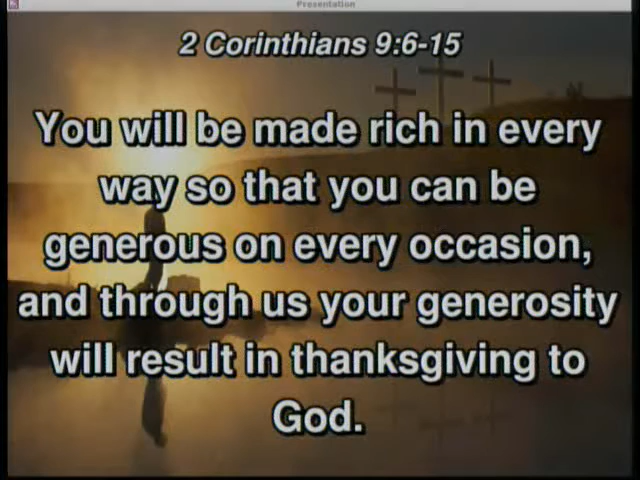 Presentation
2 Corinthians 9:6-15
You will be made rich in every
way so that you can be
generous on every occasion,
and through us your generosity
will result in thanksgiving to
God.